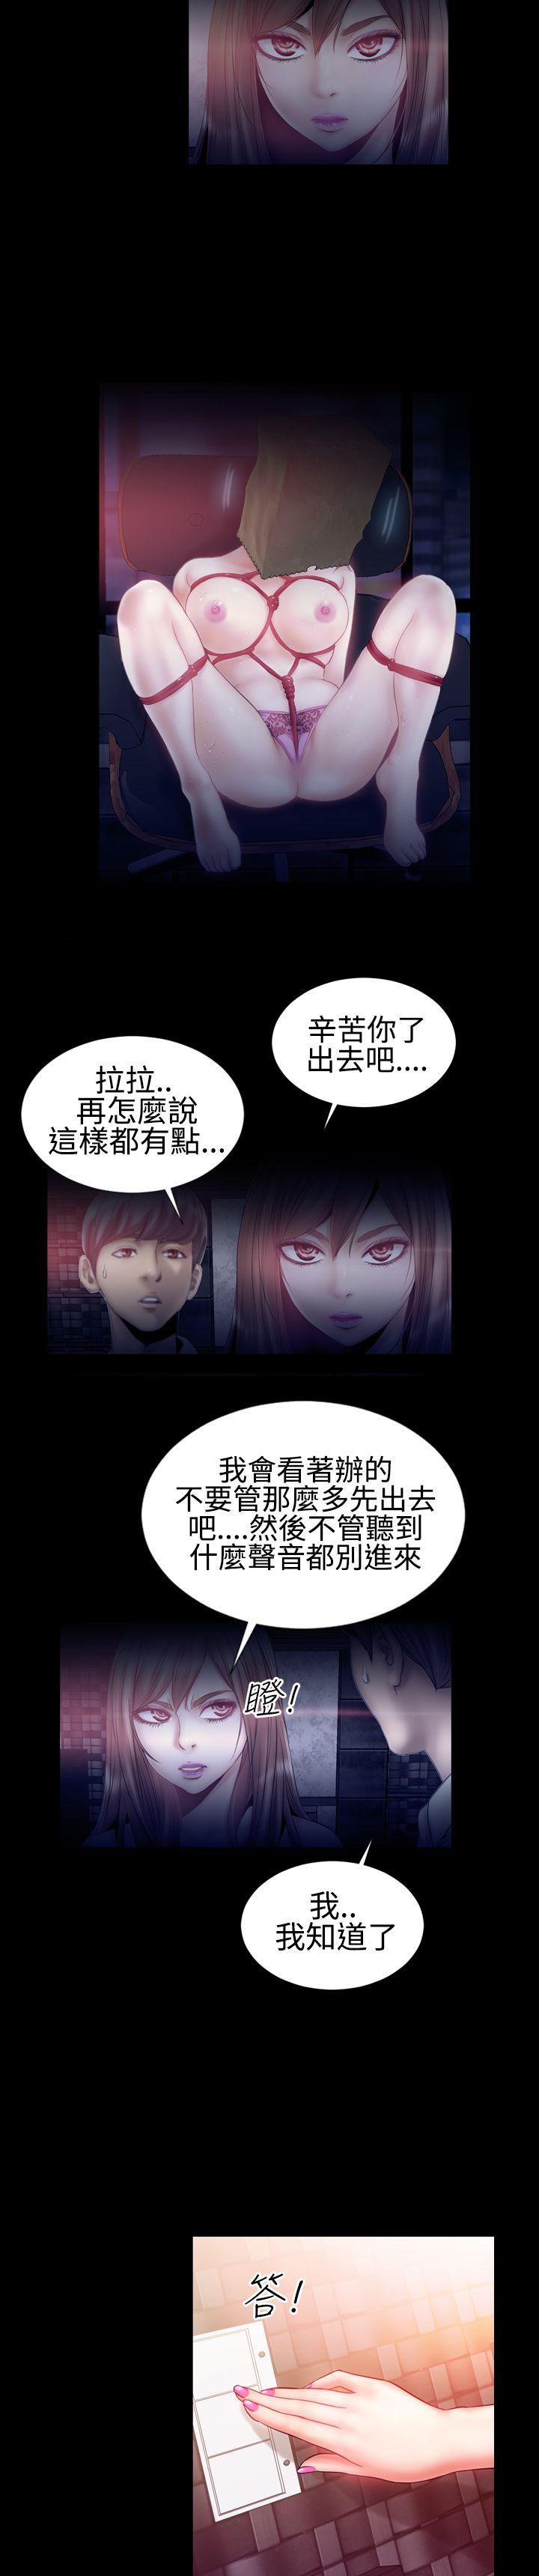 辛苦你了
出去吧....
拉拉..
再怎麼說
這樣都有點...
我會看著辦的
不要管那麼多先出去
吧....然後不管聽到
什麼聲音都別進來
瞪!
我..
我知道了
答!